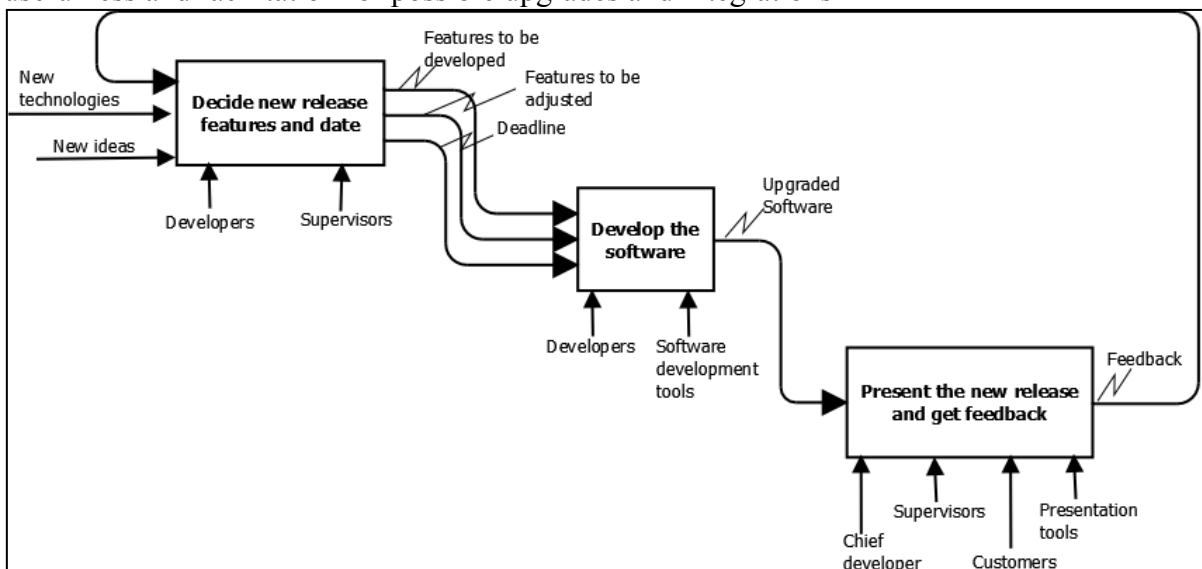 New
technologies
New ideas
Decide new release
features and date
Developers
Supervisors
Features to be
developed
Features to be
adjusted
Deadline
Develop the
software
Developers
Software
development
tools
Upgraded
Software
Present the new release
and get feedback
Feedback
Chief
developer
Supervisors
Customers
Presentation
tools